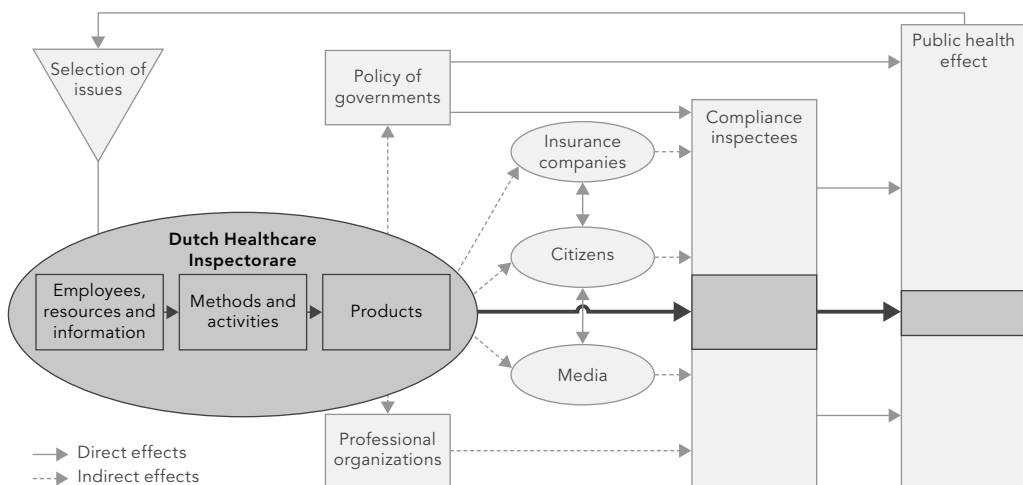 Selection of
issues
Policy of
governments
Public health
effect
Compliance
inspectees
Insurance
companies
Citizens
Media
Dutch Healthcare
Inspectorare
Employees,
resources and
information
Methods and
activities
Products
Professional
organizations
Direct effects
Indirect effects